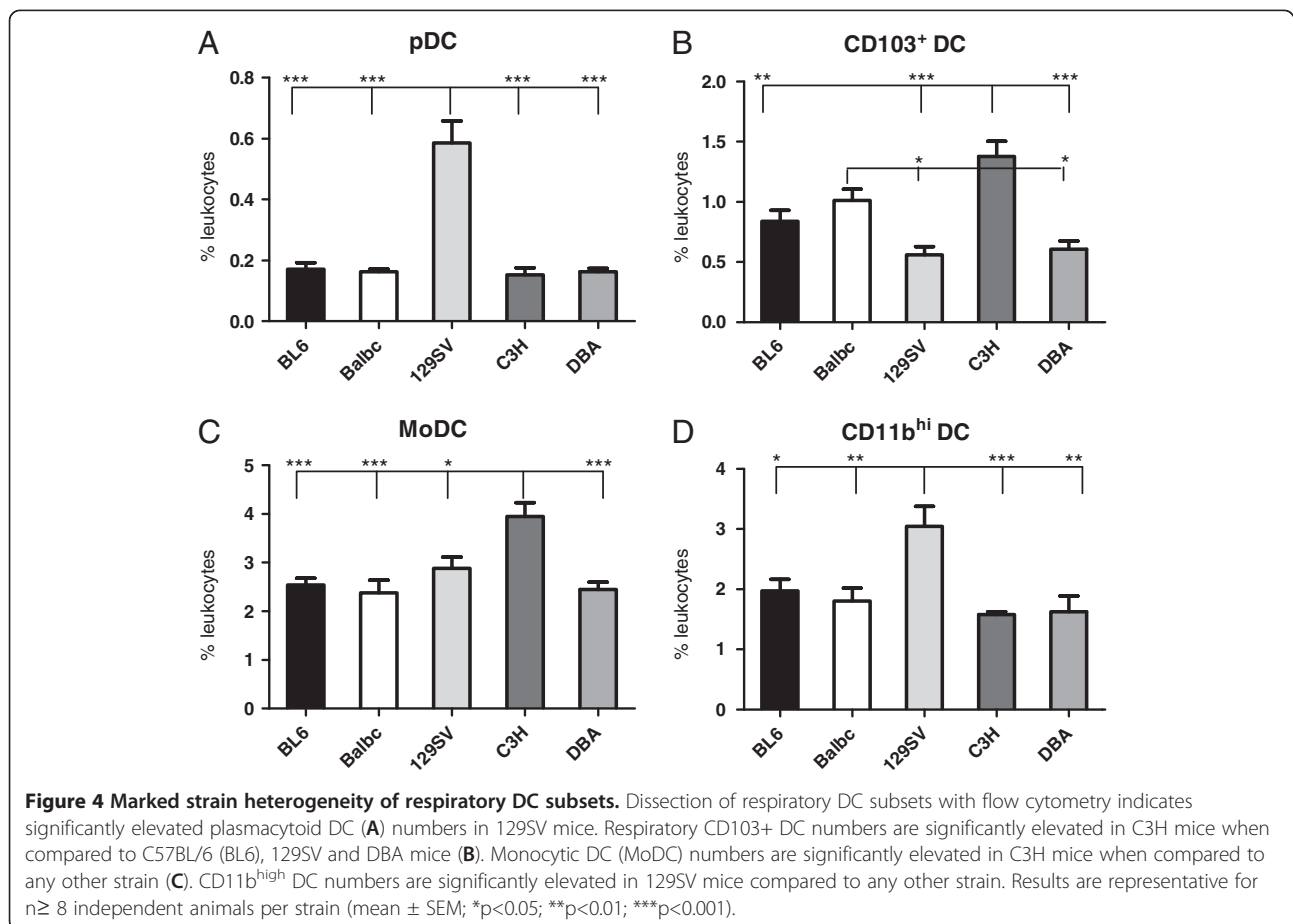 A
pDC
*** *** *** ***
% leukocytes
0.8
0.6
0.4
0.2
0.0
BL6 Balbc 129SV C3H DBA
B
CD103⁺ DC
** *** ***
* *
% leukocytes
2.0
1.5
1.0
0.5
0.0
BL6 Balbc 129SV C3H DBA
C
MoDC
*** *** * ***
% leukocytes
5
4
3
2
1
0
BL6 Balbc 129SV C3H DBA
D
CD11bʰⁱ DC
* ** *** **
% leukocytes
4
3
2
1
0
BL6 Balbc 129SV C3H DBA
Figure 4 Marked strain heterogeneity of respiratory DC subsets. Dissection of respiratory DC subsets with flow cytometry indicates
significantly elevated plasmacytoid DC (A) numbers in 129SV mice. Respiratory CD103+ DC numbers are significantly elevated in C3H mice when
compared to C57BL/6 (BL6), 129SV and DBA mice (B). Monocytic DC (MoDC) numbers are significantly elevated in C3H mice when compared to
any other strain (C). CD11bʰⁱᵍʰ DC numbers are significantly elevated in 129SV mice compared to any other strain. Results are representative for
n≥ 8 independent animals per strain (mean ± SEM; *p<0.05; **p<0.01; ***p<0.001).